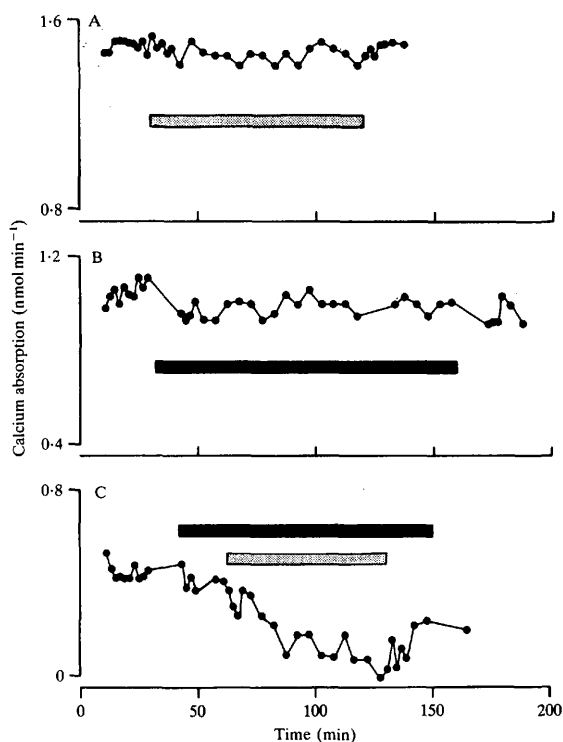 1·6
A
0·8
1·2
B
Calcium absorption (nmol min⁻¹)
0·4
0·8
C
0
0 50 100 150 200
Time (min)